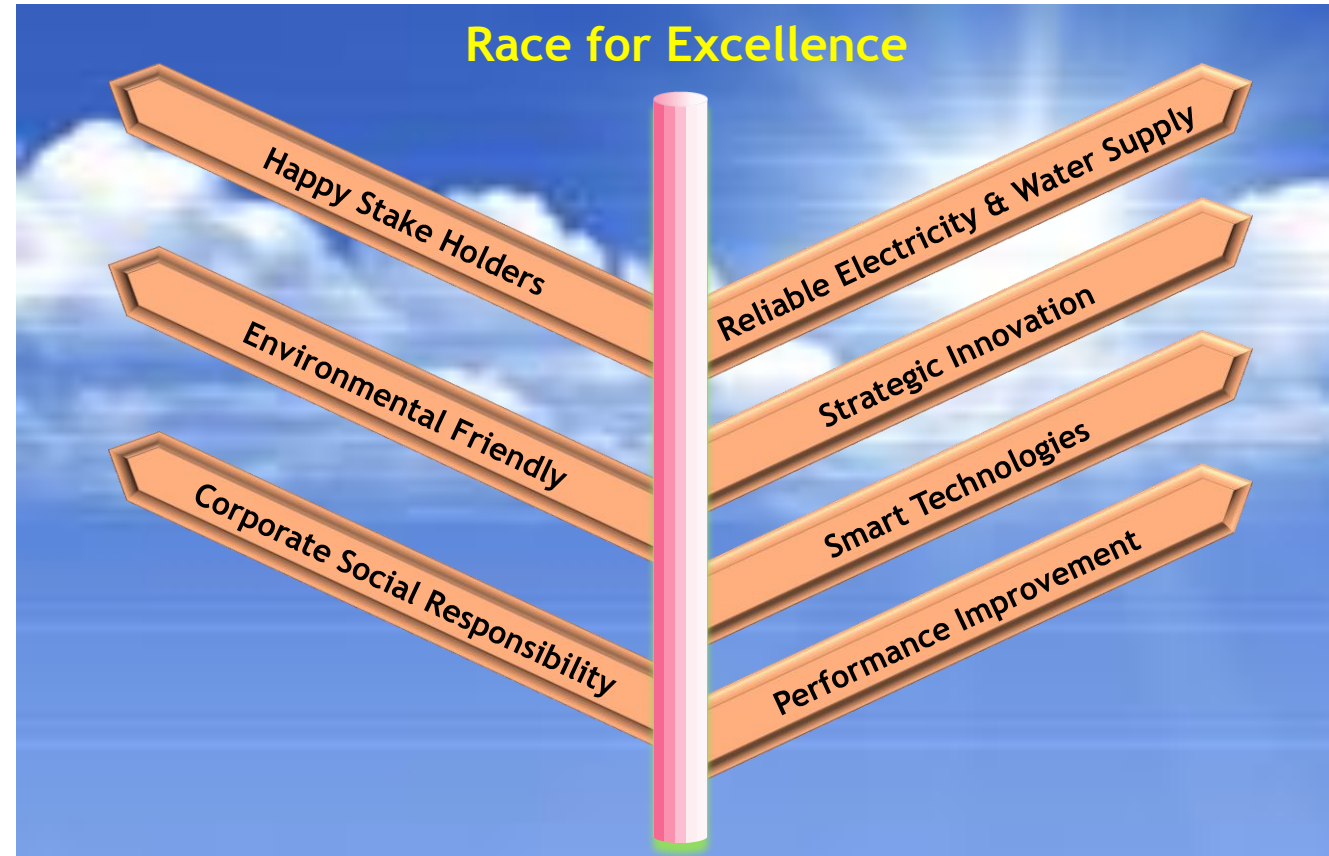 Race for Excellence
Happy Stake Holders
Environmental Friendly
Corporate Social Responsibility
Reliable Electricity & Water Supply
Strategic Innovation
Smart Technologies
Performance Improvement